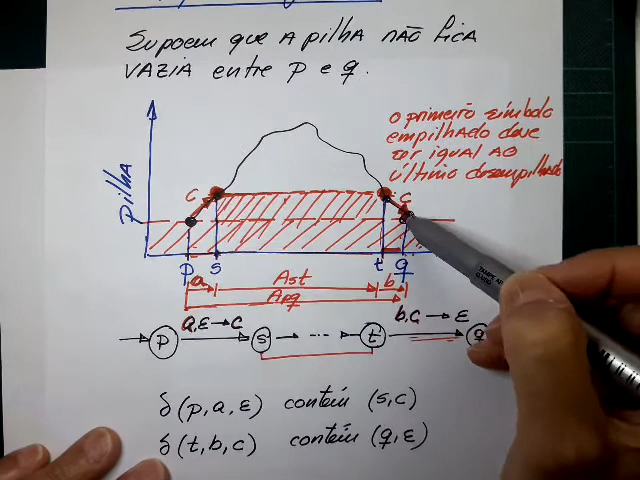 Supoem que a pilha não fica
vazia entre p e q.
o primeiro símbolo
empilhado deve
ser igual ao
último desempilhado
pilha
c
c
p s t q
a Ast b
Apq
a,ε→c
b,c→ε
p s ... t q
δ(p,a,ε) contém (s,c)
δ(t,b,c) contém (q,ε)